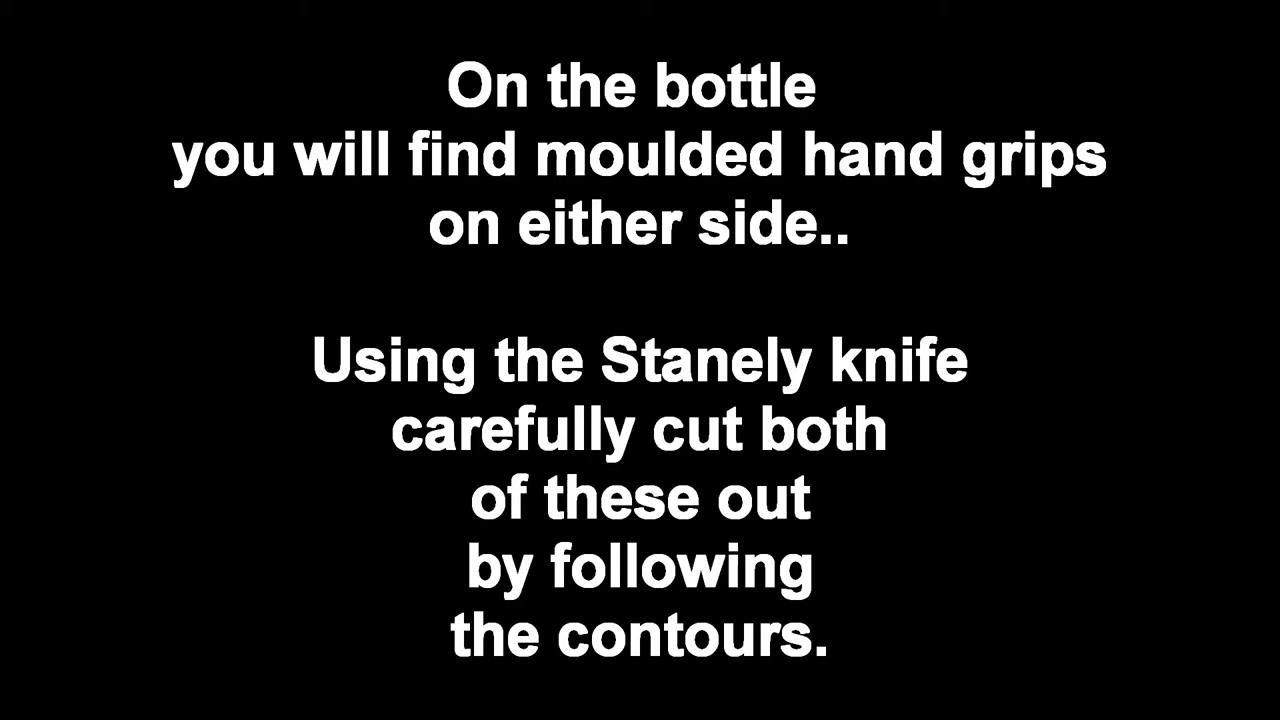 On the bottle
you will find moulded hand grips
on either side..
Using the Stanely knife
carefully cut both
of these out
by following
the contours.